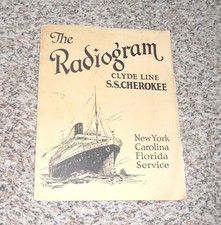 The
Radiogram
CLYDE LINE
S.S. CHEROKEE
New York
Carolina
Florida
Service